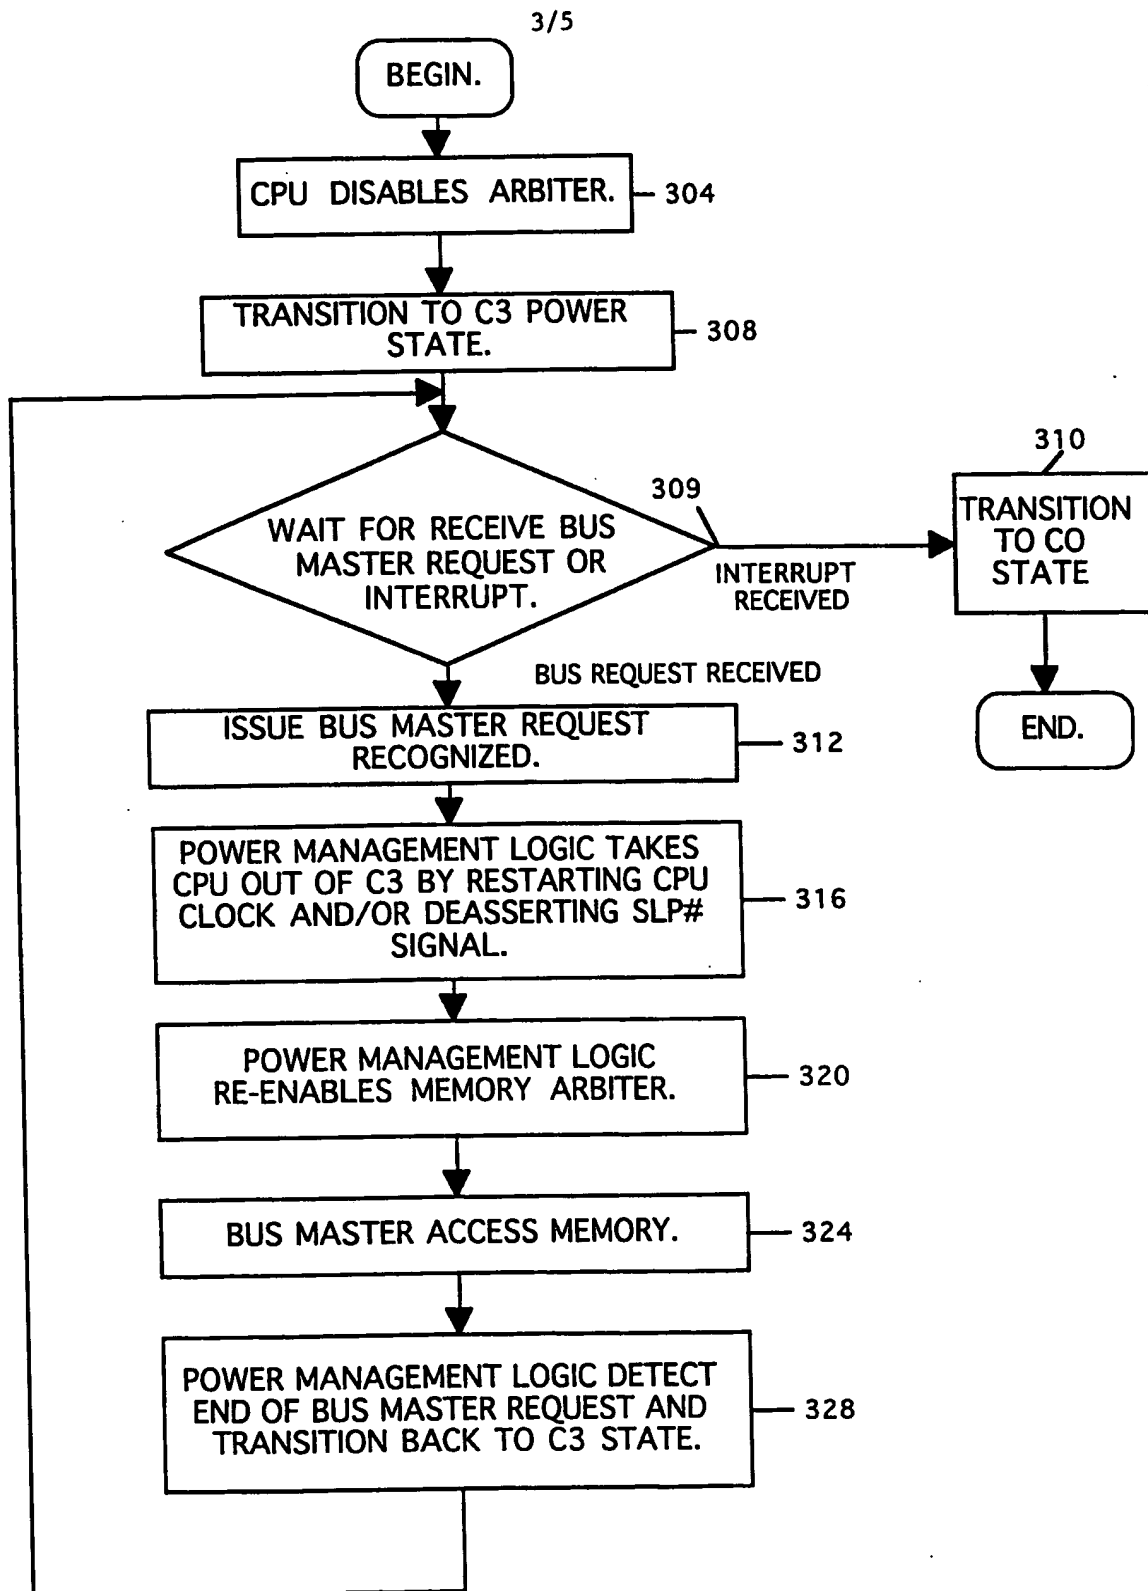 3/5
BEGIN.
CPU DISABLES ARBITER.
304
TRANSITION TO C3 POWER
STATE.
308
309
WAIT FOR RECEIVE BUS
MASTER REQUEST OR
INTERRUPT.
INTERRUPT
RECEIVED
310
TRANSITION
TO CO
STATE
END.
BUS REQUEST RECEIVED
ISSUE BUS MASTER REQUEST
RECOGNIZED.
312
POWER MANAGEMENT LOGIC TAKES
CPU OUT OF C3 BY RESTARTING CPU
CLOCK AND/OR DEASSERTING SLP#
SIGNAL.
316
POWER MANAGEMENT LOGIC
RE-ENABLES MEMORY ARBITER.
320
BUS MASTER ACCESS MEMORY.
324
POWER MANAGEMENT LOGIC DETECT
END OF BUS MASTER REQUEST AND
TRANSITION BACK TO C3 STATE.
328